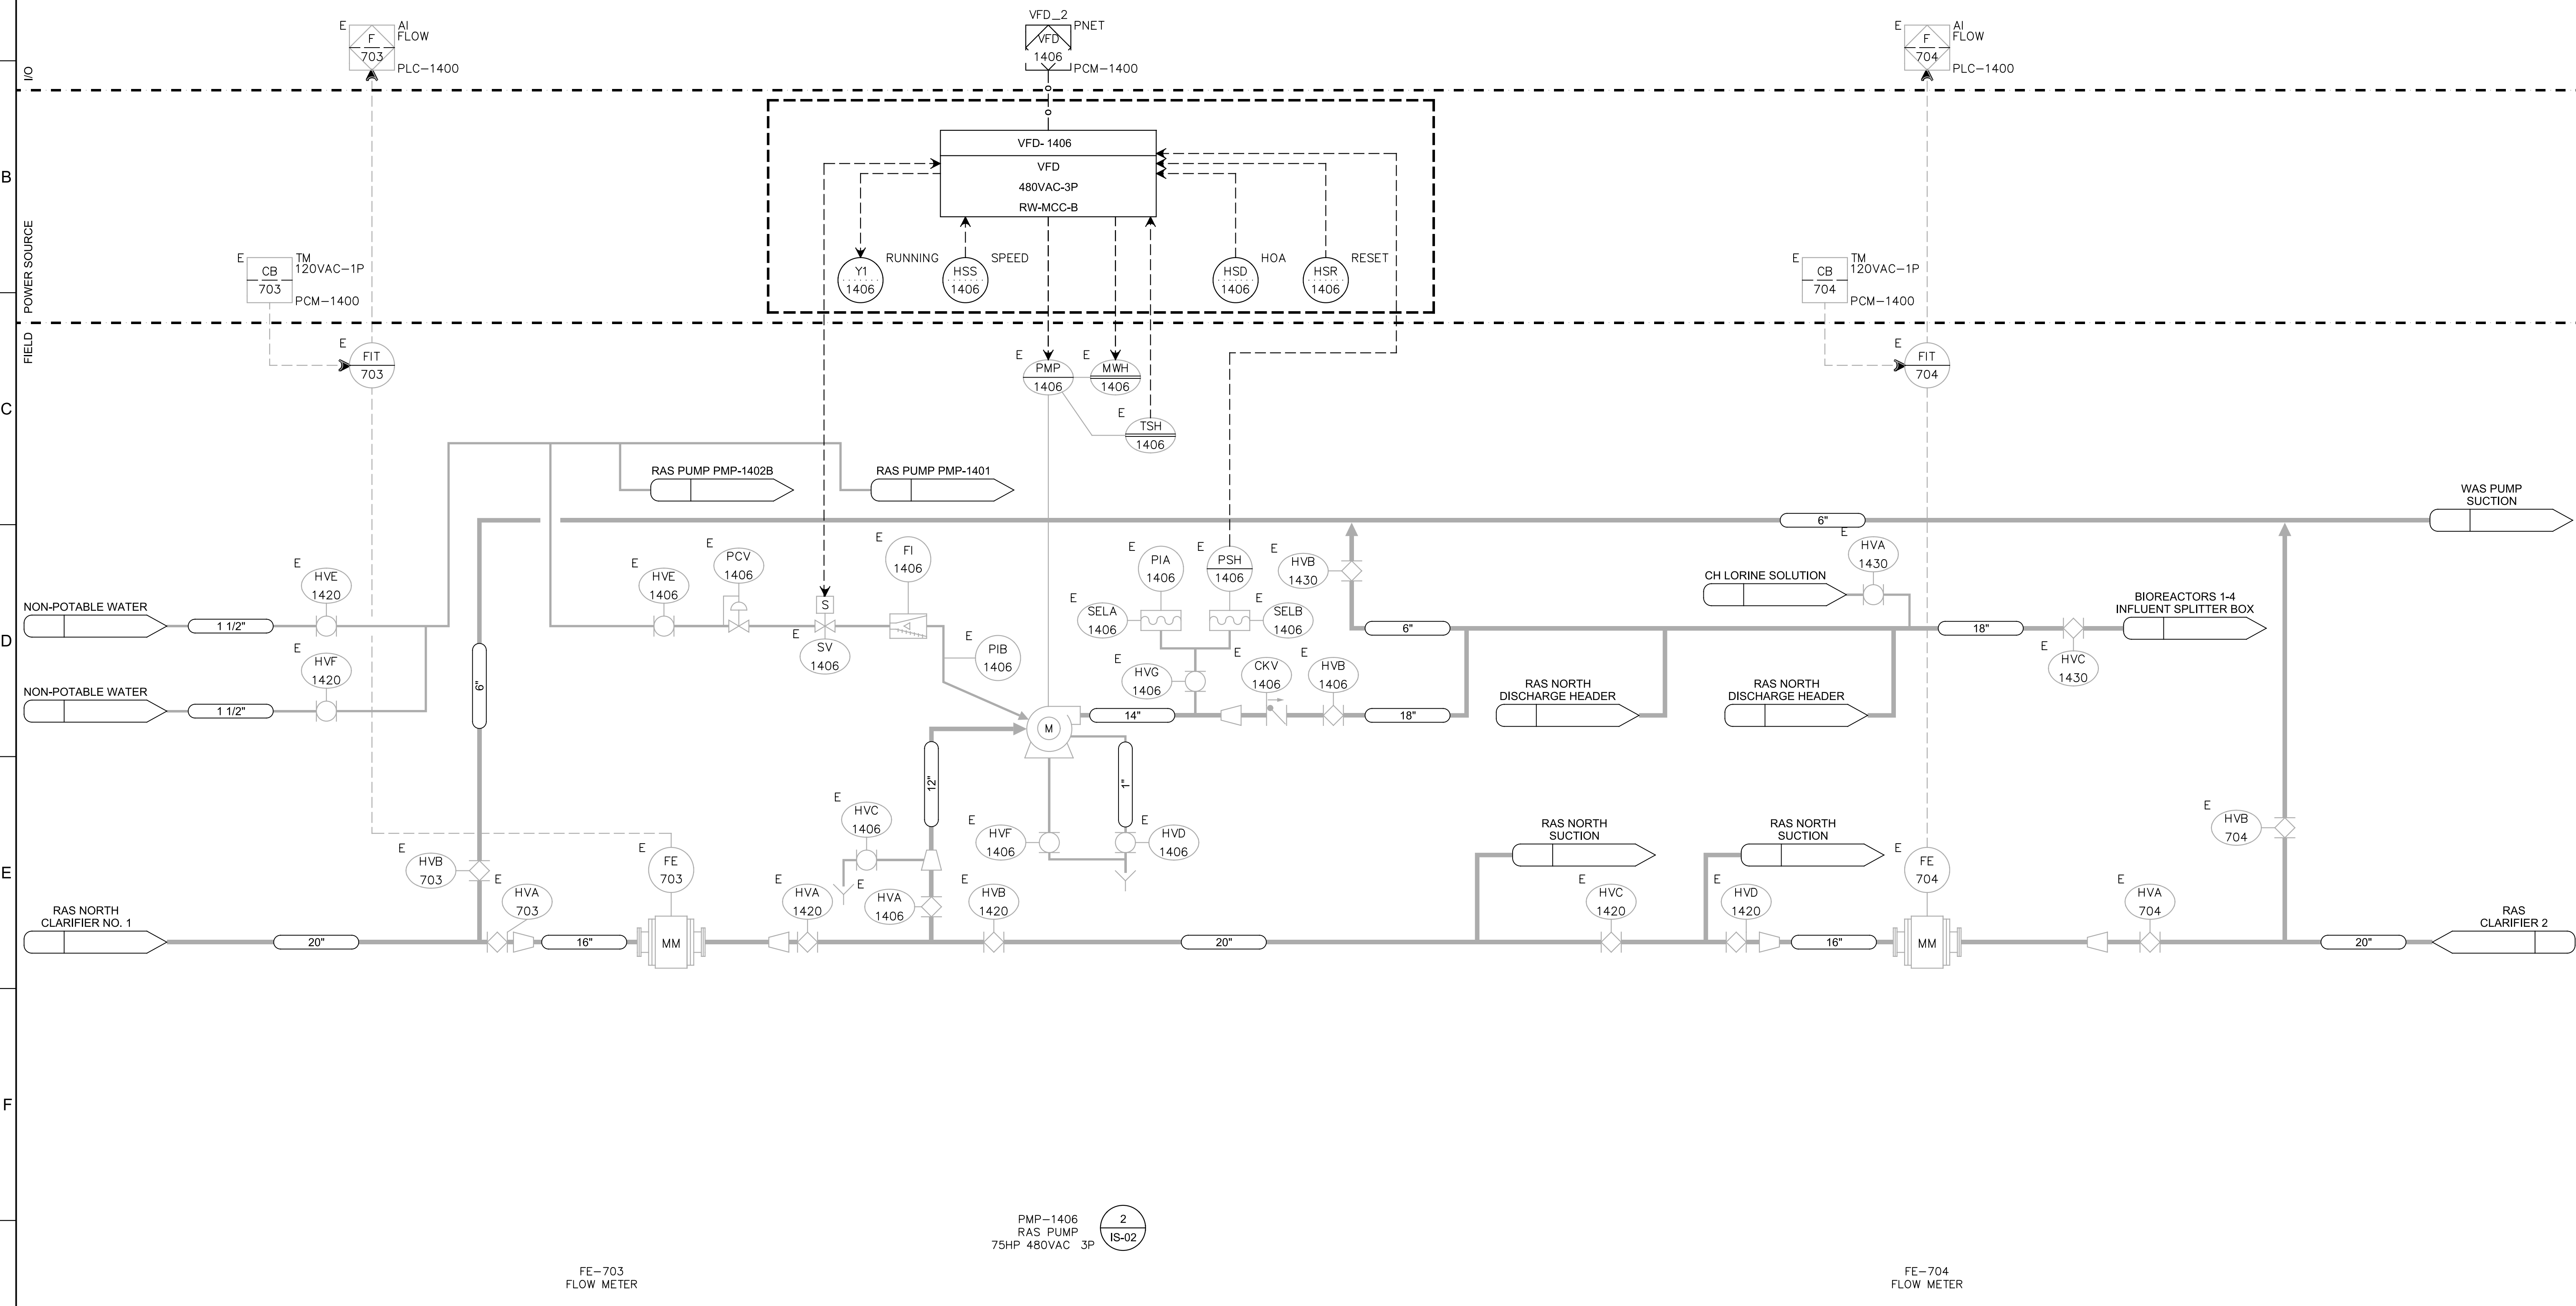 VFD_2
PNET
VFD
1406
PCM-1400
E
AI
FLOW
F
703
PLC-1400
E
AI
FLOW
F
704
PLC-1400
I/O
B
POWER SOURCE
FIELD
VFD- 1406
VFD
480VAC-3P
RW-MCC-B
Y1
1406
RUNNING
HSS
1406
SPEED
HSD
1406
HOA
HSR
1406
RESET
E
CB
703
TM
120VAC-1P
PCM-1400
E
CB
704
TM
120VAC-1P
PCM-1400
E
FIT
703
E
PMP
1406
E
MWH
1406
E
TSH
1406
E
FIT
704
C
RAS PUMP PMP-1402B
RAS PUMP PMP-1401
WAS PUMP
SUCTION
6"
E
HVA
1430
CH LORINE SOLUTION
E
HVE
1420
NON-POTABLE WATER
1 1/2"
E
HVE
1406
E
PCV
1406
S
E
SV
1406
E
FI
1406
E
PIB
1406
E
PIA
1406
E
PSH
1406
E
HVB
1430
E
SELA
1406
E
SELB
1406
6"
18"
BIOREACTORS 1-4
INFLUENT SPLITTER BOX
E
HVC
1430
D
E
HVF
1420
NON-POTABLE WATER
1 1/2"
6"
E
HVG
1406
E
CKV
1406
E
HVB
1406
14"
18"
RAS NORTH
DISCHARGE HEADER
RAS NORTH
DISCHARGE HEADER
M
12"
1"
E
HVC
1406
E
HVF
1406
E
HVD
1406
RAS NORTH
SUCTION
RAS NORTH
SUCTION
E
HVB
704
E
E
HVB
703
E
HVA
703
E
FE
703
E
HVA
1420
E
HVA
1406
E
HVB
1420
E
HVC
1420
E
HVD
1420
E
FE
704
E
HVA
704
RAS NORTH
CLARIFIER NO. 1
20"
16"
MM
20"
16"
MM
20"
RAS
CLARIFIER 2
F
PMP-1406
RAS PUMP
75HP 480VAC 3P
2
IS-02
FE-703
FLOW METER
FE-704
FLOW METER